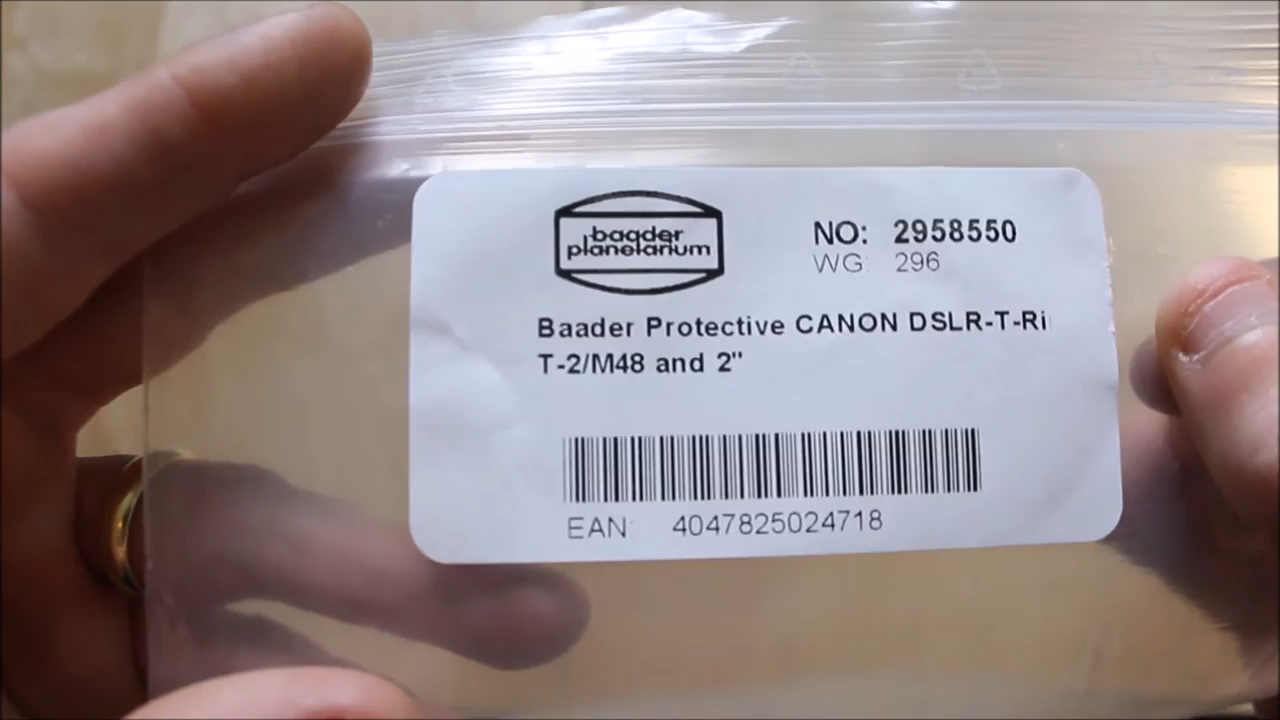 baader
planetarium
NO: 2958550
WG: 296
Baader Protective CANON DSLR-T-Ri
T-2/M48 and 2"
EAN: 4047825024718